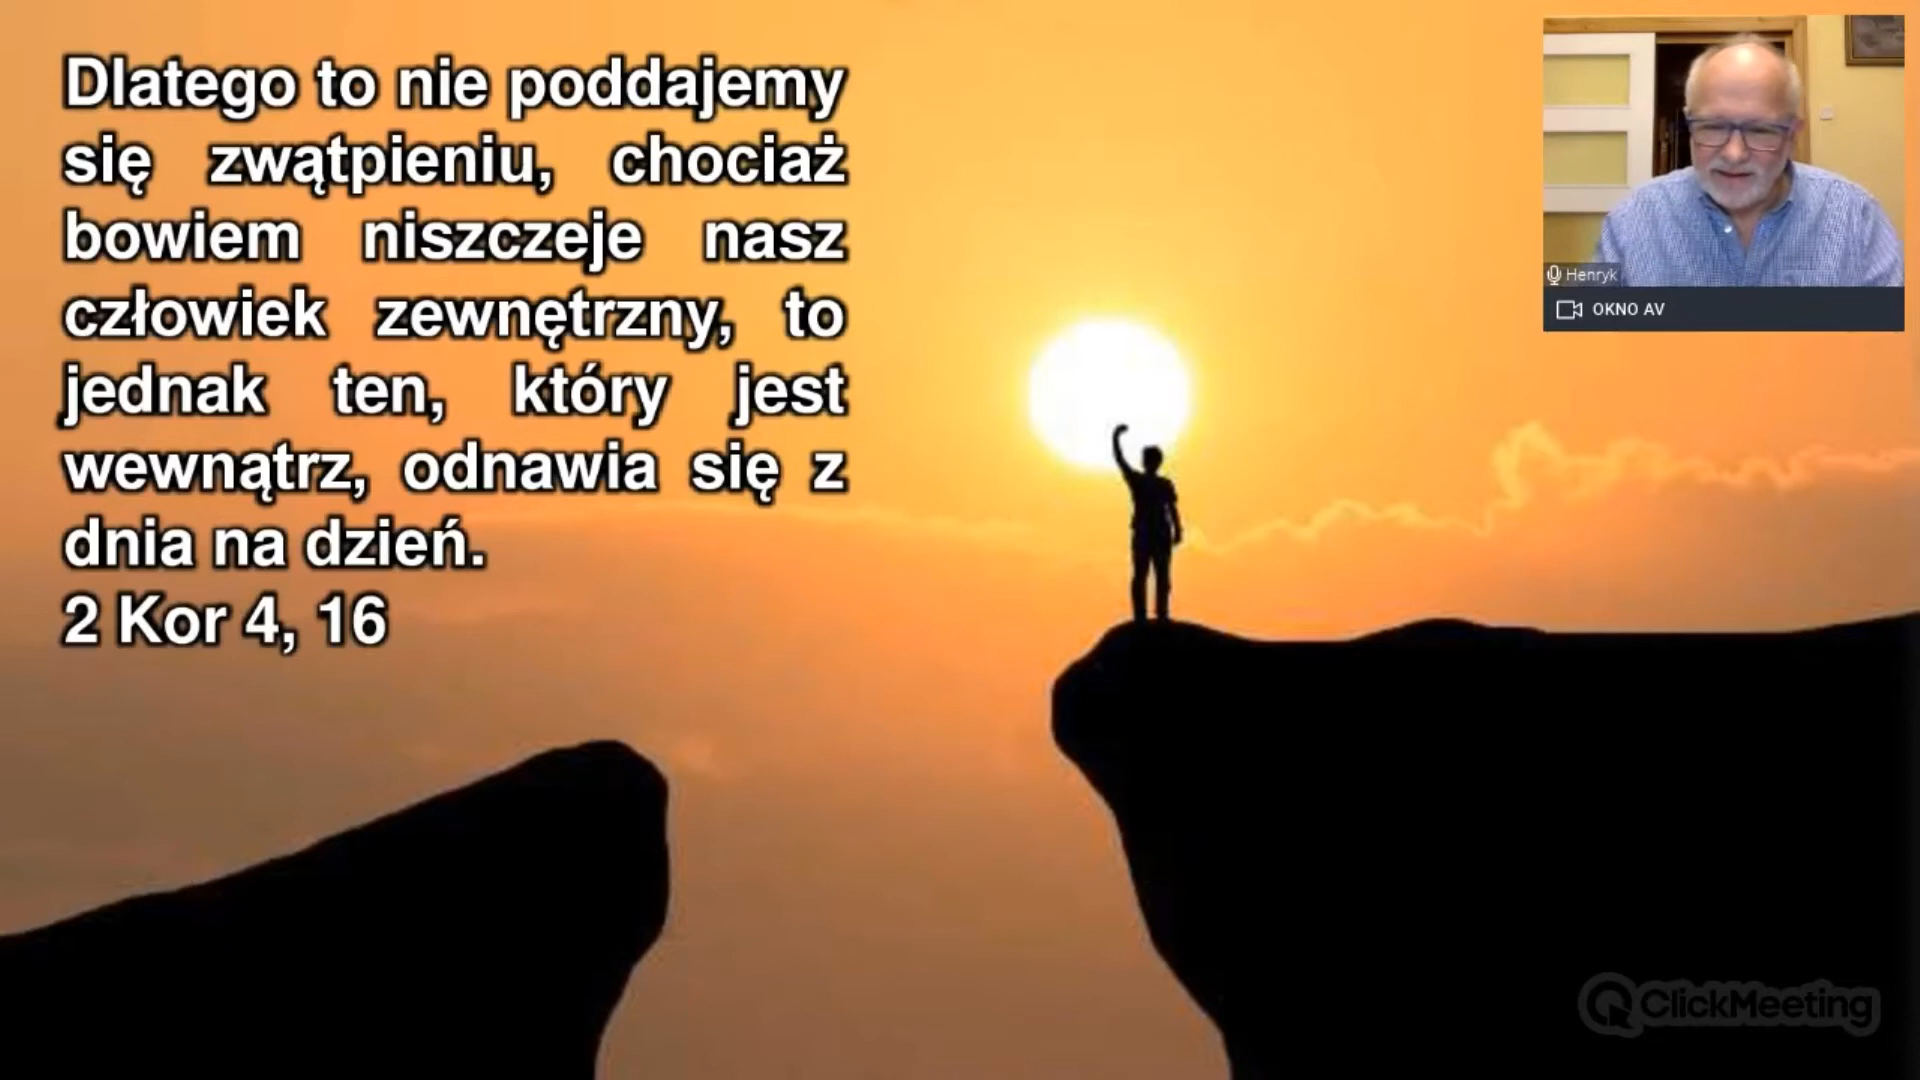 Dlatego to nie poddajemy
się zwątpieniu, chociaż
bowiem niszczeje nasz
człowiek zewnętrzny, to
jednak ten, który jest
wewnątrz, odnawia się z
dnia na dzień.
2 Kor 4, 16
Henryk
OKNO AV
ClickMeeting